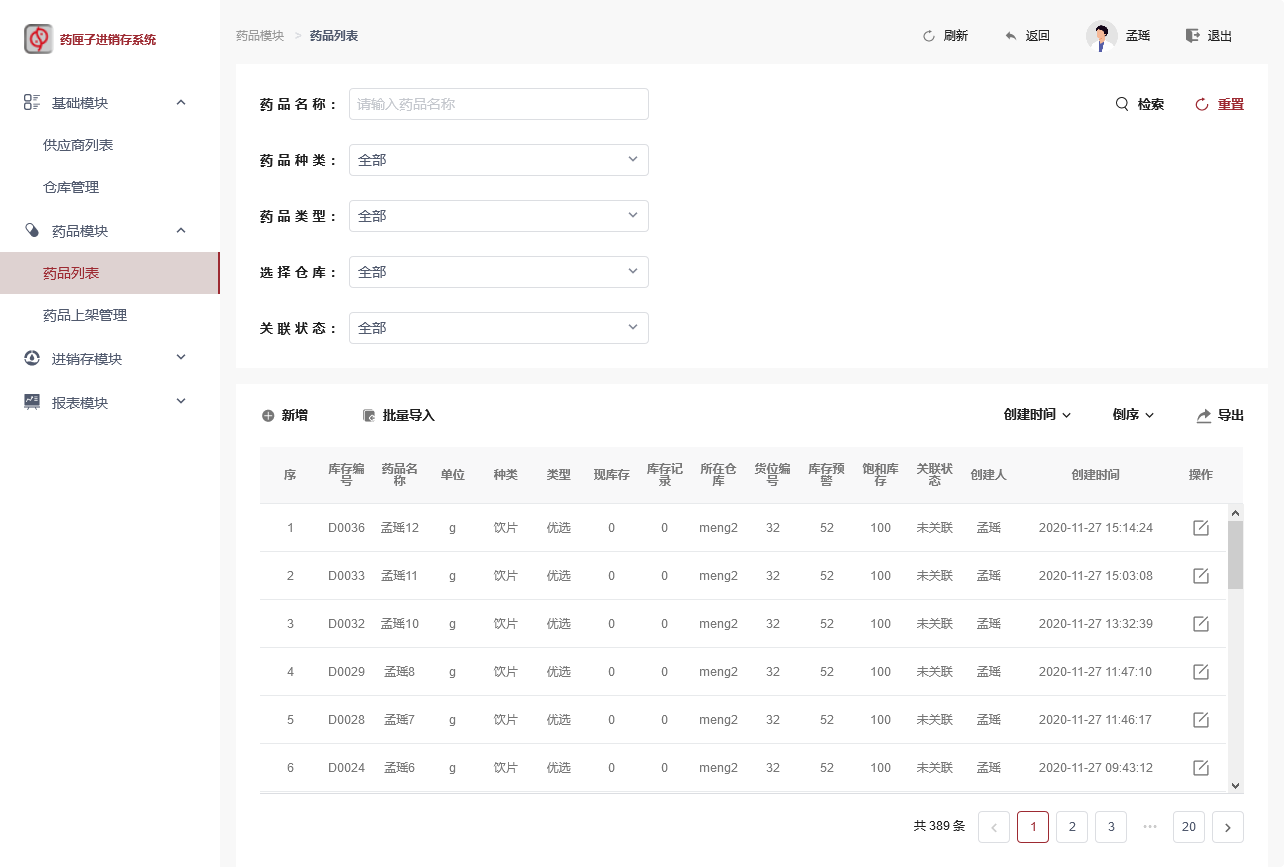 药匣子进销存系统
基础模块
供应商列表
仓库管理
药品模块
药品列表
药品上架管理
进销存模块
报表模块
药品模块 > 药品列表
刷新 返回 孟瑶 退出
药品名称： 请输入药品名称 检索 重置
药品种类： 全部
药品类型： 全部
选择仓库： 全部
关联状态： 全部
新增 批量导入 创建时间 倒序 导出
序 库存编号 药品名称 单位 种类 类型 现库存 库存记录 所在仓库 货位编号 库存预警 饱和库存 关联状态 创建人 创建时间 操作
1 D0036 孟瑶12 g 饮片 优选 0 0 meng2 32 52 100 未关联 孟瑶 2020-11-27 15:14:24
2 D0033 孟瑶11 g 饮片 优选 0 0 meng2 32 52 100 未关联 孟瑶 2020-11-27 15:03:08
3 D0032 孟瑶10 g 饮片 优选 0 0 meng2 32 52 100 未关联 孟瑶 2020-11-27 13:32:39
4 D0029 孟瑶8 g 饮片 优选 0 0 meng2 32 52 100 未关联 孟瑶 2020-11-27 11:47:10
5 D0028 孟瑶7 g 饮片 优选 0 0 meng2 32 52 100 未关联 孟瑶 2020-11-27 11:46:17
6 D0024 孟瑶6 g 饮片 优选 0 0 meng2 32 52 100 未关联 孟瑶 2020-11-27 09:43:12
共 389 条 < 1 2 3 ••• 20 >